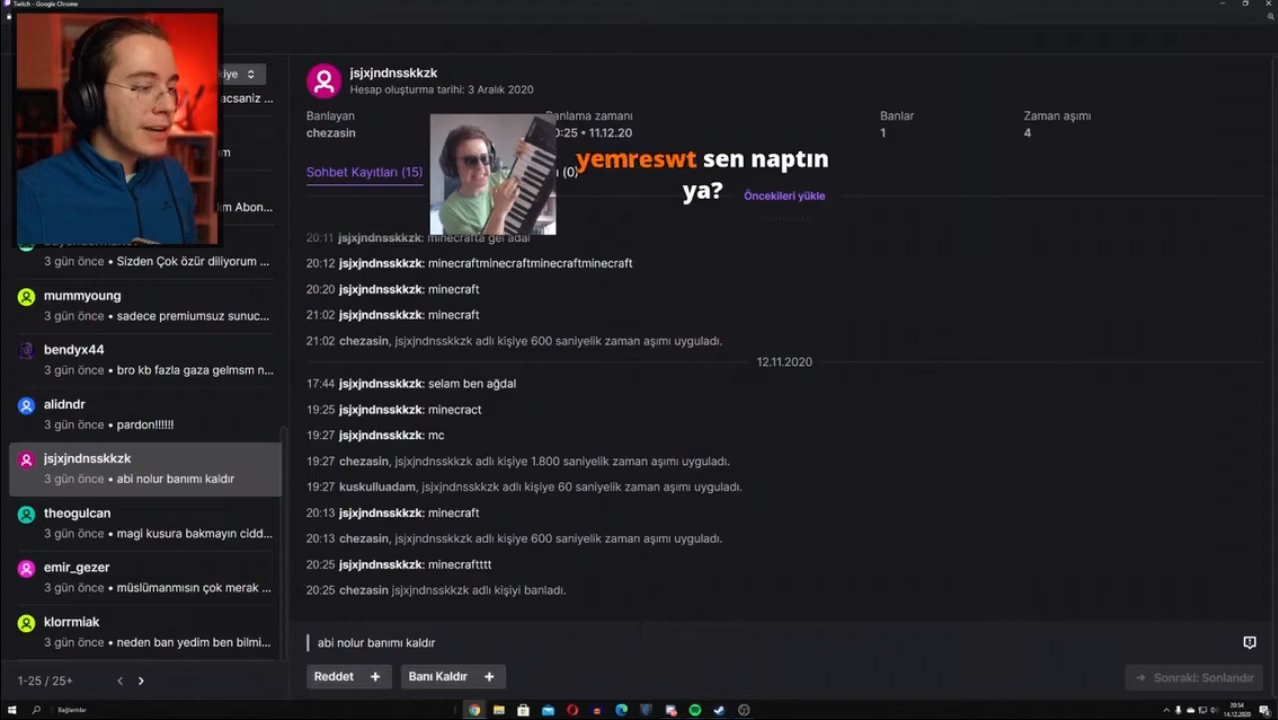 Twitch - Google Chrome
kiye
acsaniz ...
m
ım Abon...
3 gün önce • Sizden Çok özür diliyorum ...
mummyoung
3 gün önce • sadece premiumsuz sunuc...
bendyx44
3 gün önce • bro kb fazla gaza gelmsm n...
alidndr
3 gün önce • pardon!!!!!!
jsjxjndnsskkzk
3 gün önce • abi nolur banımı kaldır
theogulcan
3 gün önce • magi kusura bakmayın cidd...
emir_gezer
3 gün önce • müslümanmısın çok merak ...
klorrmiak
3 gün önce • neden ban yedim ben bilmi...
1-25 / 25+
jsjxjndnsskkzk
Hesap oluşturma tarihi: 3 Aralık 2020
Banlayan
chezasin
Banlama zamanı
0:25 • 11.12.20
Banlar
1
Zaman aşımı
4
Sohbet Kayıtları (15)
(0)
yemreswt sen naptın
ya?
Öncekileri yükle
20:11 jsjxjndnsskkzk: minecrafta gel adal
20:12 jsjxjndnsskkzk: minecraftminecraftminecraftminecraft
20:20 jsjxjndnsskkzk: minecraft
21:02 jsjxjndnsskkzk: minecraft
21:02 chezasin, jsjxjndnsskkzk adlı kişiye 600 saniyelik zaman aşımı uyguladı.
12.11.2020
17:44 jsjxjndnsskkzk: selam ben ağdal
19:25 jsjxjndnsskkzk: minecract
19:27 jsjxjndnsskkzk: mc
19:27 chezasin, jsjxjndnsskkzk adlı kişiye 1.800 saniyelik zaman aşımı uyguladı.
19:27 kuskulluadam, jsjxjndnsskkzk adlı kişiye 60 saniyelik zaman aşımı uyguladı.
20:13 jsjxjndnsskkzk: minecraft
20:13 chezasin, jsjxjndnsskkzk adlı kişiye 600 saniyelik zaman aşımı uyguladı.
20:25 jsjxjndnsskkzk: minecraftttt
20:25 chezasin jsjxjndnsskkzk adlı kişiyi banladı.
abi nolur banımı kaldır
Reddet +
Banı Kaldır +
Sonraki: Sonlandır
Bağlantılar
20:54
14.12.2020